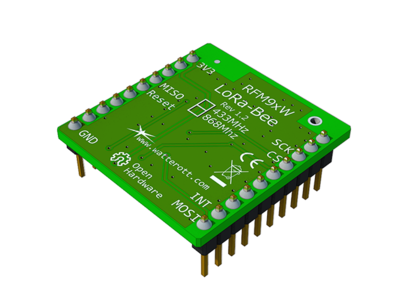 RFM9xW
LoRa-Bee
Rev 1.2
433MHz
868Mhz
3V3
MISO
Reset
GND
SCK
CS
INT
MOSI
www.watterott.com
Open
Hardware
CE